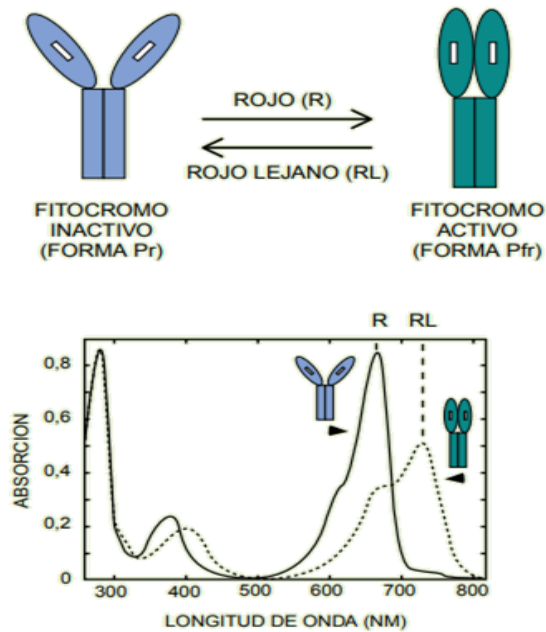 ROJO (R)
ROJO LEJANO (RL)
FITOCROMO
INACTIVO
(FORMA Pr)
FITOCROMO
ACTIVO
(FORMA Pfr)
R
RL
ABSORCION
0,8
0,6
0,4
0,2
0
300
400
500
600
700
800
LONGITUD DE ONDA (NM)